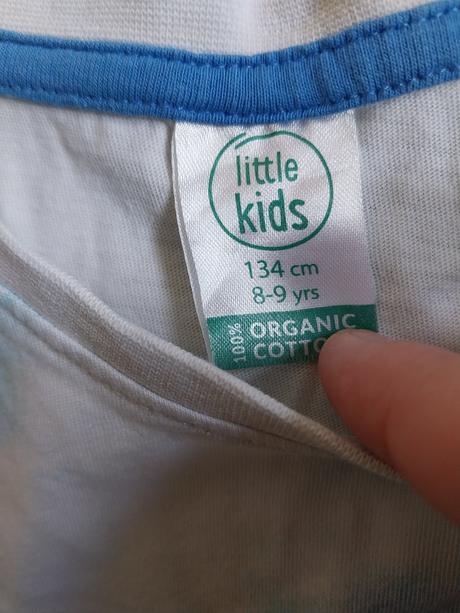 little
kids
134 cm
8-9 yrs
100% ORGANIC
COTTO